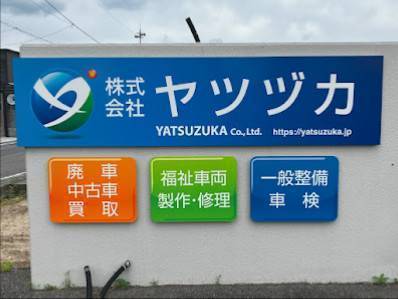 株式会社 ヤツヅカ
YATSUZUKA Co., Ltd. https://yatsuzuka.jp
廃車
中古車
買取
福祉車両
製作・修理
一般整備
車検